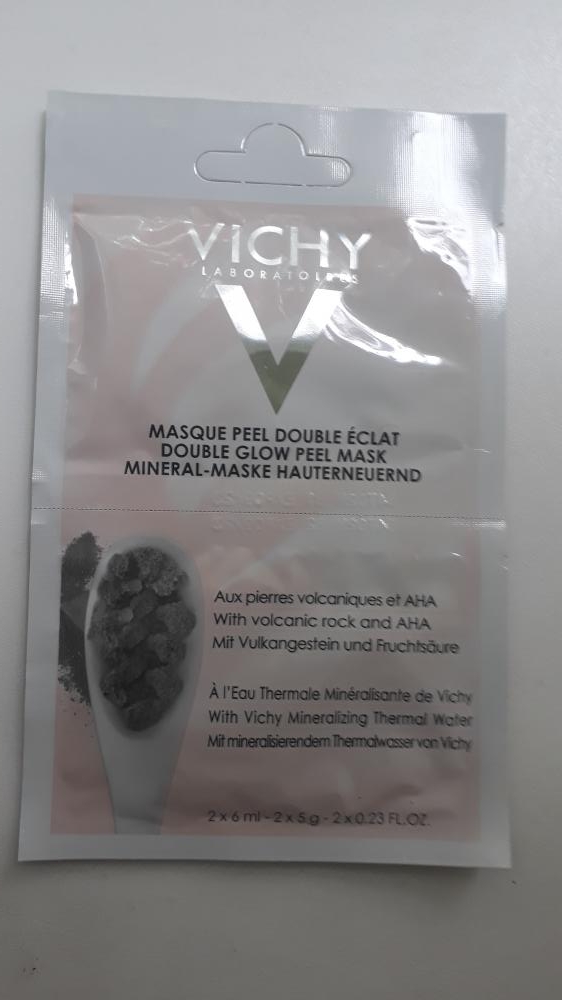 VICHY
LABORATOIRES
MASQUE PEEL DOUBLE ÉCLAT
DOUBLE GLOW PEEL MASK
MINERAL-MASKE HAUTERNEUERND
Aux pierres volcaniques et AHA
With volcanic rock and AHA
Mit Vulkangestein und Fruchtsäure
À l'Eau Thermale Minéralisante de Vichy
With Vichy Mineralizing Thermal Water
Mit mineralisierendem Thermalwasser von Vichy
2 x 6 ml - 2 x 5 g - 2 x 0.23 FL.OZ.